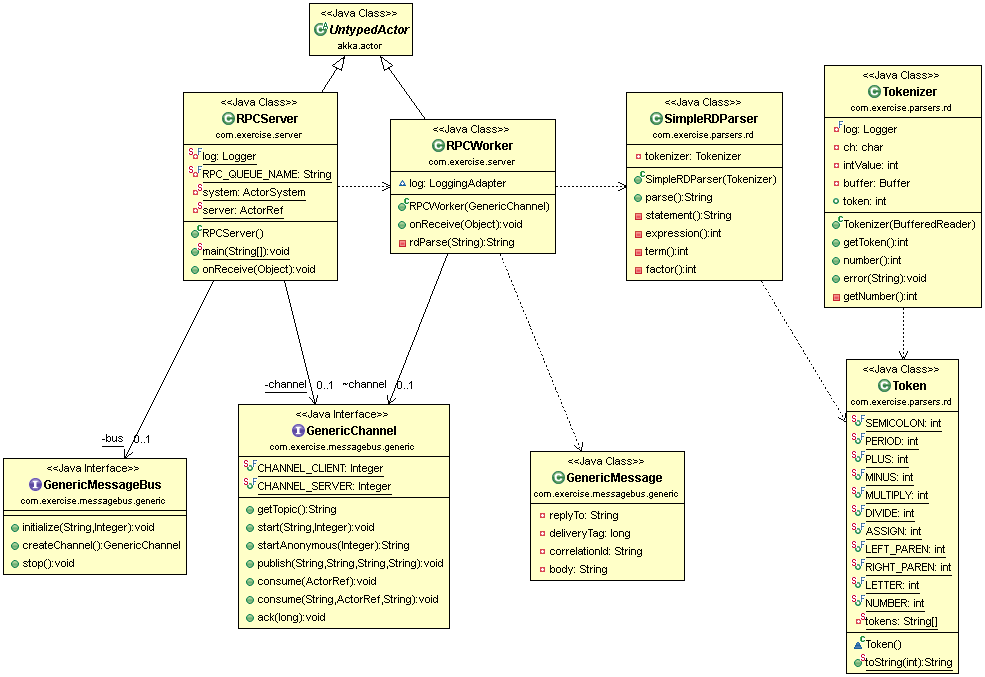 <<Java Class>>
UntypedActor
akka.actor
<<Java Class>>
RPCServer
com.exercise.server
log: Logger
RPC_QUEUE_NAME: String
system: ActorSystem
server: ActorRef
RPCServer()
main(String[]):void
onReceive(Object):void
<<Java Class>>
RPCWorker
com.exercise.server
log: LoggingAdapter
RPCWorker(GenericChannel)
onReceive(Object):void
rdParse(String):String
<<Java Class>>
SimpleRDParser
com.exercise.parsers.rd
tokenizer: Tokenizer
SimpleRDParser(Tokenizer)
parse():String
statement():String
expression():int
term():int
factor():int
<<Java Class>>
Tokenizer
com.exercise.parsers.rd
log: Logger
ch: char
intValue: int
buffer: Buffer
token: int
Tokenizer(BufferedReader)
getToken():int
number():int
error(String):void
getNumber():int
-bus 0..1
-channel 0..1
~channel 0..1
<<Java Interface>>
GenericMessageBus
com.exercise.messagebus.generic
initialize(String,Integer):void
createChannel():GenericChannel
stop():void
<<Java Interface>>
GenericChannel
com.exercise.messagebus.generic
CHANNEL_CLIENT: Integer
CHANNEL_SERVER: Integer
getTopic():String
start(String,Integer):void
startAnonymous(Integer):String
publish(String,String,String,String):void
consume(ActorRef):void
consume(String,ActorRef,String):void
ack(long):void
<<Java Class>>
GenericMessage
com.exercise.messagebus.generic
replyTo: String
deliveryTag: long
correlationId: String
body: String
<<Java Class>>
Token
com.exercise.parsers.rd
SEMICOLON: int
PERIOD: int
PLUS: int
MINUS: int
MULTIPLY: int
DIVIDE: int
ASSIGN: int
LEFT_PAREN: int
RIGHT_PAREN: int
LETTER: int
NUMBER: int
tokens: String[]
Token()
toString(int):String